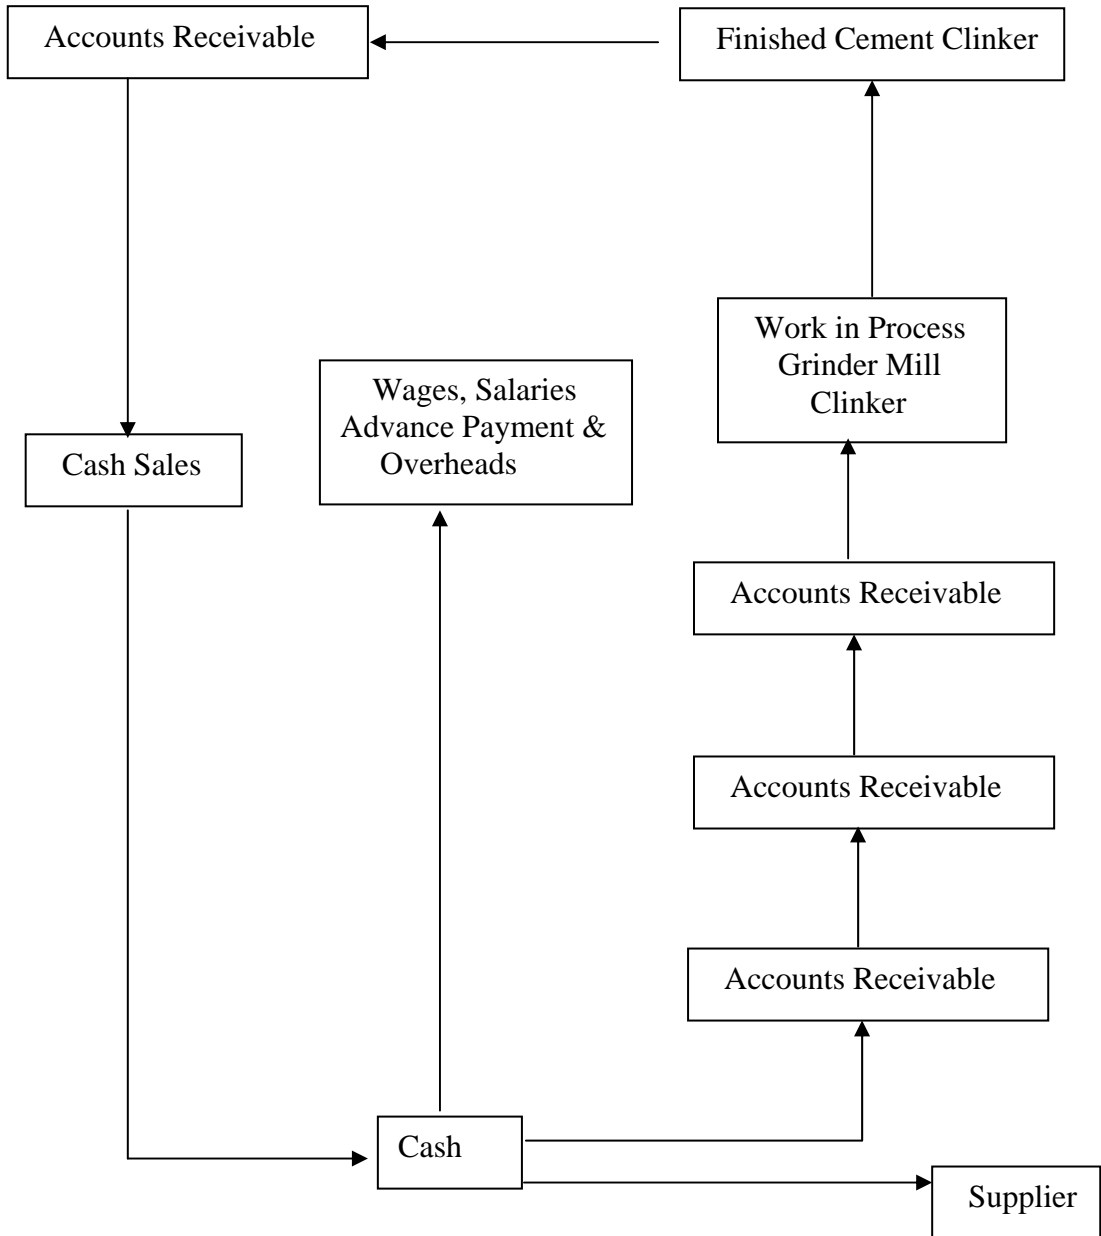 Accounts Receivable
Finished Cement Clinker
Work in Process
Grinder Mill
Clinker
Wages, Salaries
Advance Payment &
Overheads
Cash Sales
Accounts Receivable
Accounts Receivable
Accounts Receivable
Cash
Supplier